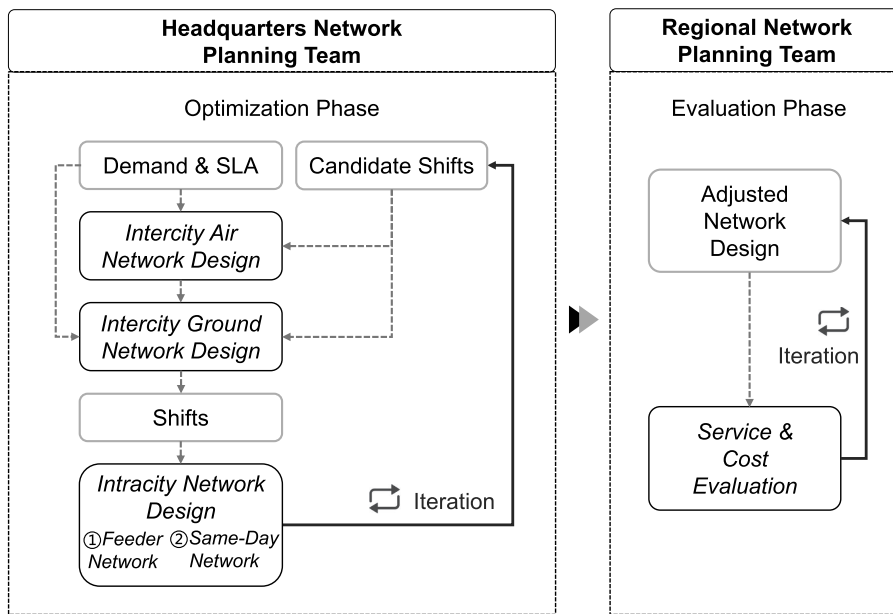 Headquarters Network
Planning Team
Optimization Phase
Demand & SLA
Candidate Shifts
Intercity Air
Network Design
Intercity Ground
Network Design
Shifts
Intracity Network
Design
①Feeder
Network
②Same-Day
Network
Iteration
Regional Network
Planning Team
Evaluation Phase
Adjusted
Network
Design
Iteration
Service &
Cost
Evaluation